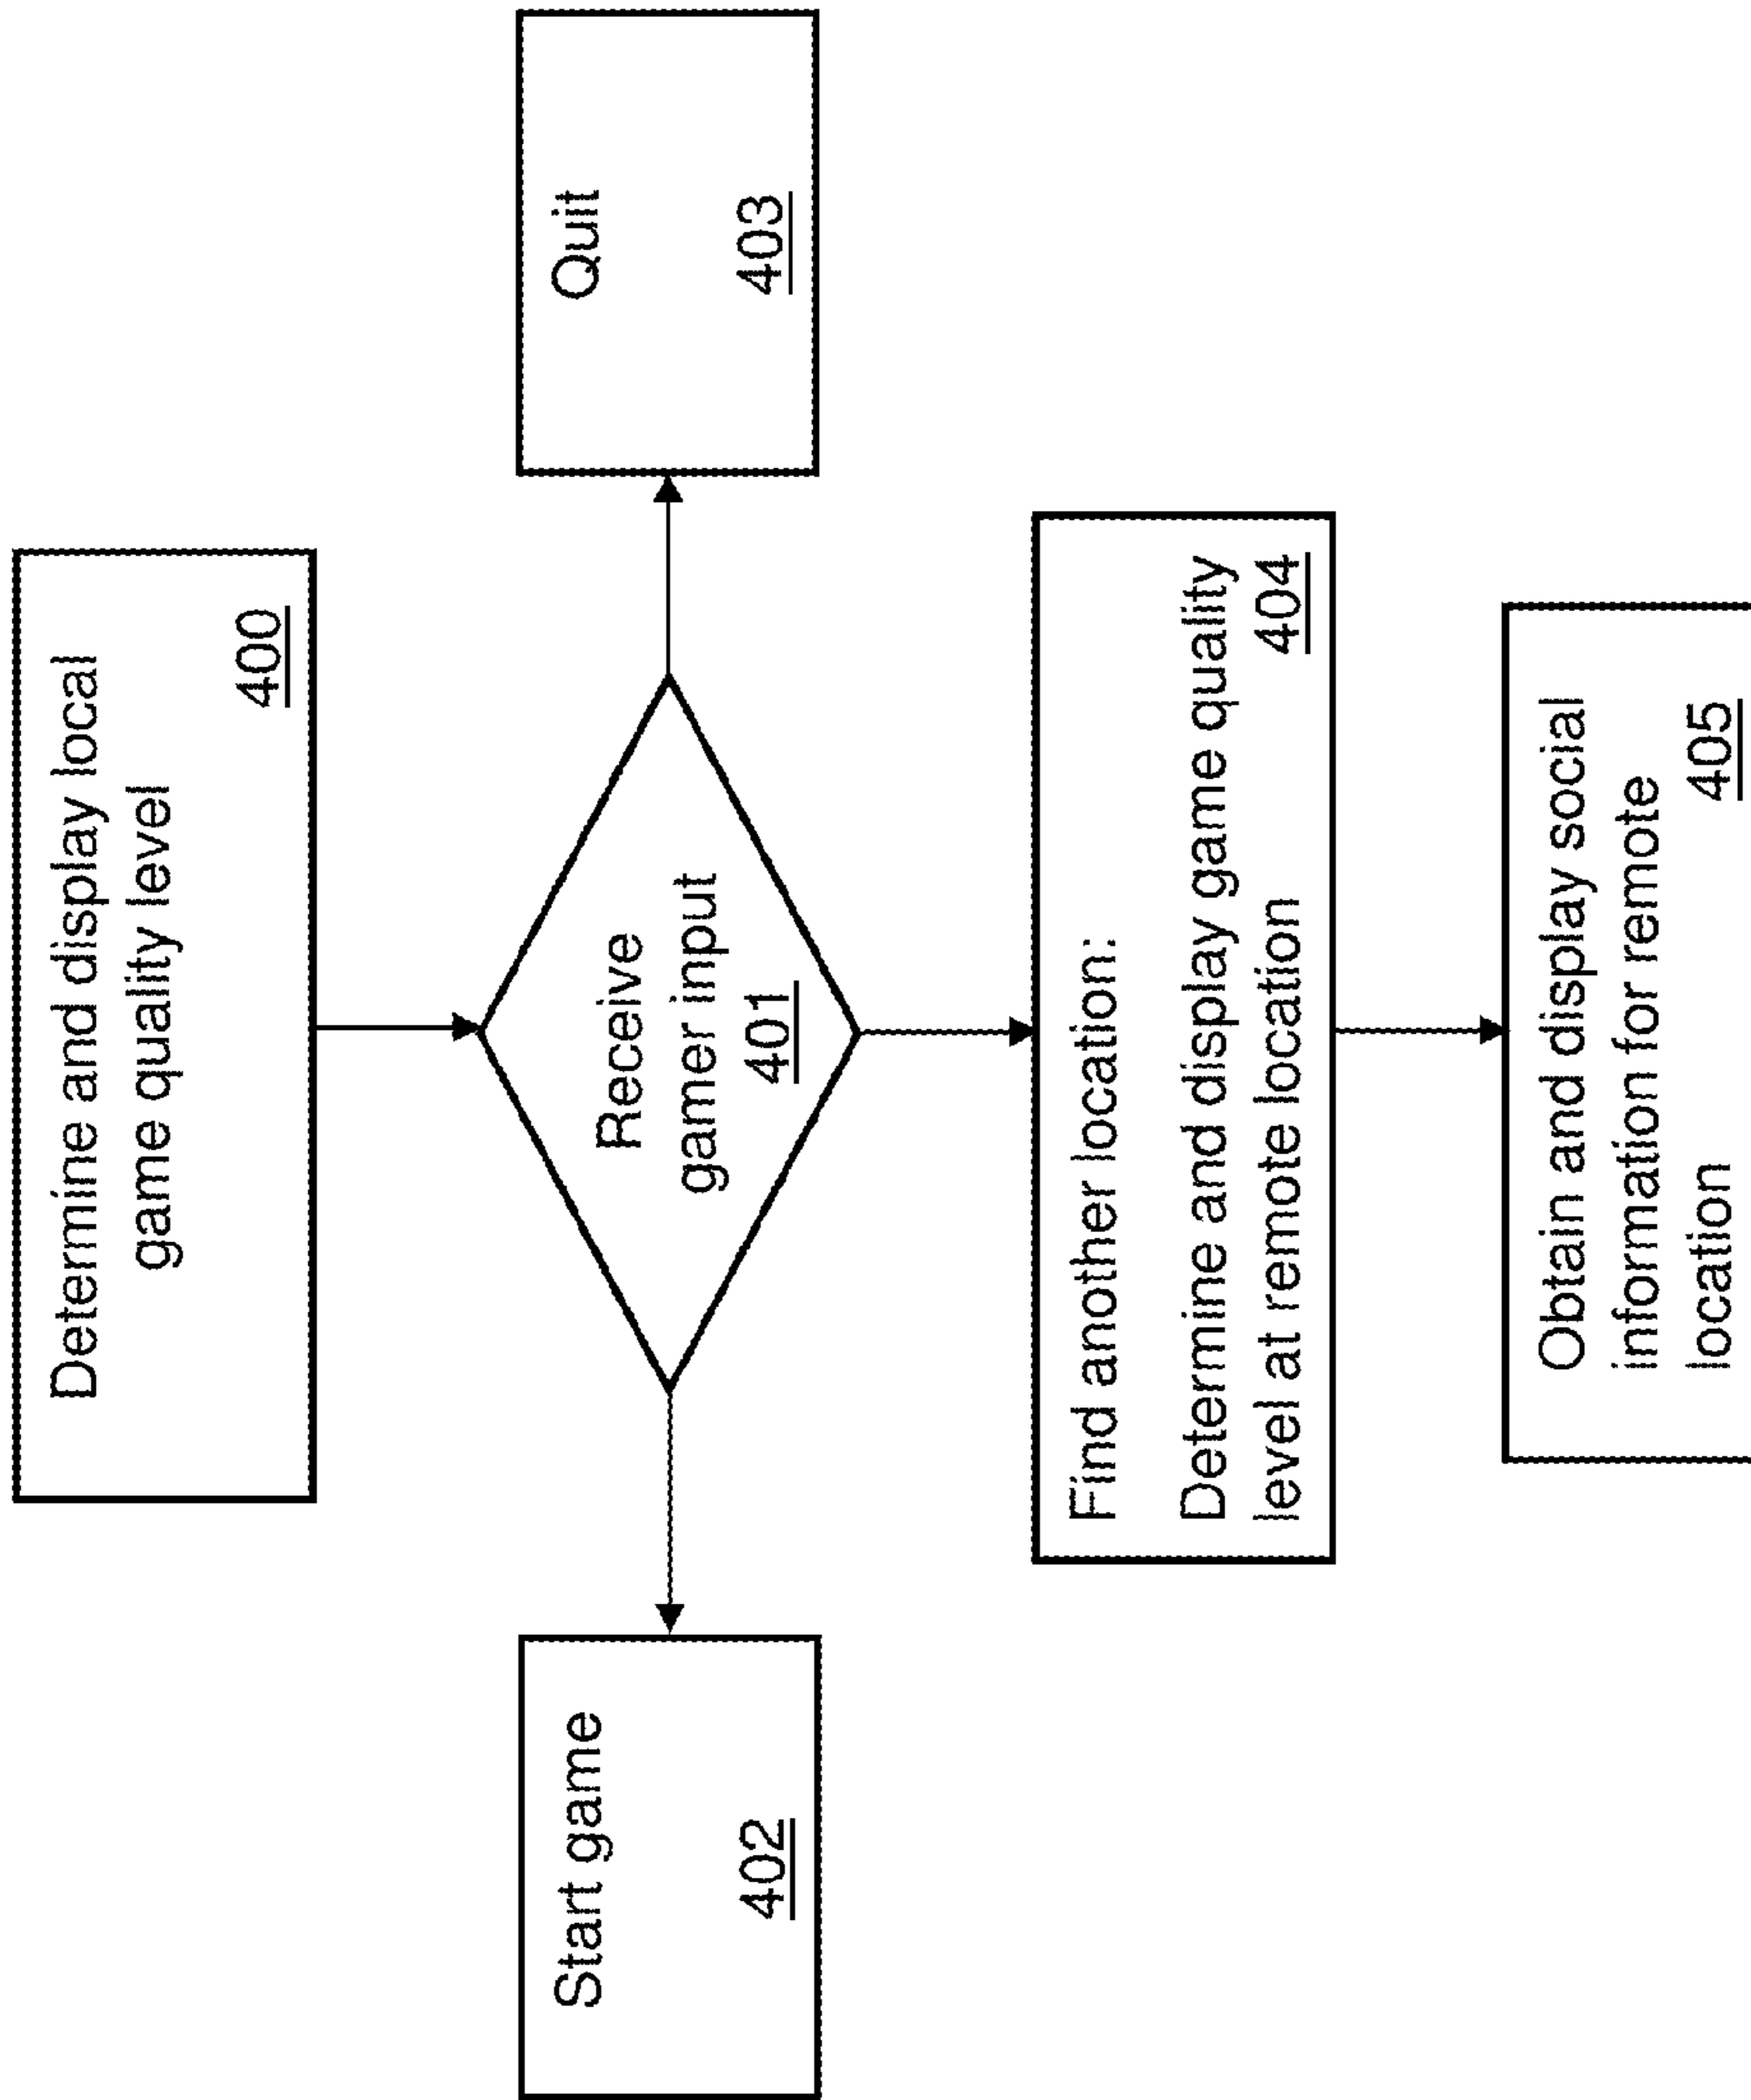 Determine and display local
game quality level
400
Receive
gamer input
401
Start game
402
Quit
403
Find another location:
Determine and display game quality
level at remote location
404
Obtain and display social
information for remote
location
405